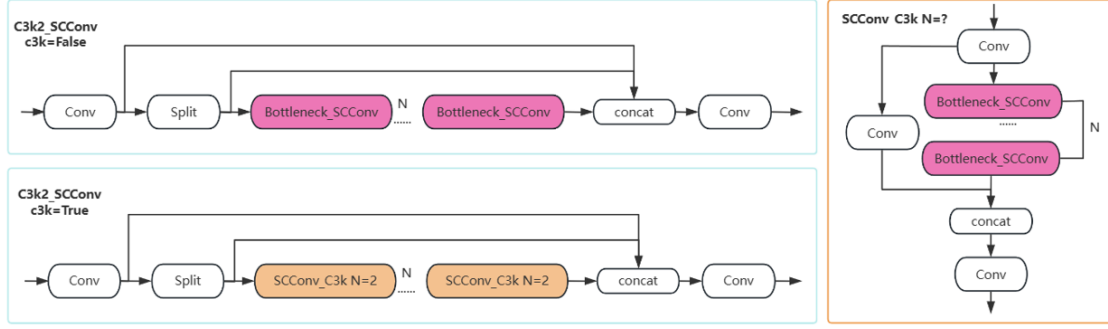 C3k2_SCConv
c3k=False
Conv
Split
Bottleneck_SCConv
N
......
Bottleneck_SCConv
concat
Conv
C3k2_SCConv
c3k=True
Conv
Split
SCConv_C3k N=2
N
......
SCConv_C3k N=2
concat
Conv
SCConv C3k N=?
Conv
Bottleneck_SCConv
......
N
Conv
Bottleneck_SCConv
concat
Conv